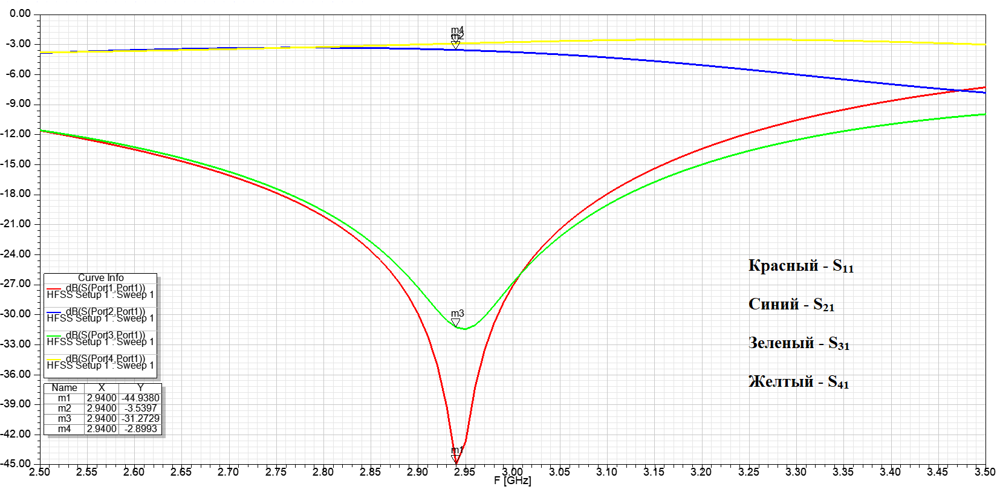 0.00
-3.00
-6.00
-9.00
-12.00
-15.00
-18.00
-21.00
-24.00
-27.00
-30.00
-33.00
-36.00
-39.00
-42.00
-45.00
m4
m2
m3
m1
Красный - S11
Синий - S21
Зеленый - S31
Желтый - S41
Curve Info
dB(S(Port1,Port1))
HFSS Setup 1 : Sweep 1
dB(S(Port2,Port1))
HFSS Setup 1 : Sweep 1
dB(S(Port3,Port1))
HFSS Setup 1 : Sweep 1
dB(S(Port4,Port1))
HFSS Setup 1 : Sweep 1
Name X Y
m1 2.9400 -44.9380
m2 2.9400 -3.5397
m3 2.9400 -31.2729
m4 2.9400 -2.8993
2.50 2.55 2.60 2.65 2.70 2.75 2.80 2.85 2.90 2.95 3.00 3.05 3.10 3.15 3.20 3.25 3.30 3.35 3.40 3.45 3.50
F [GHz]